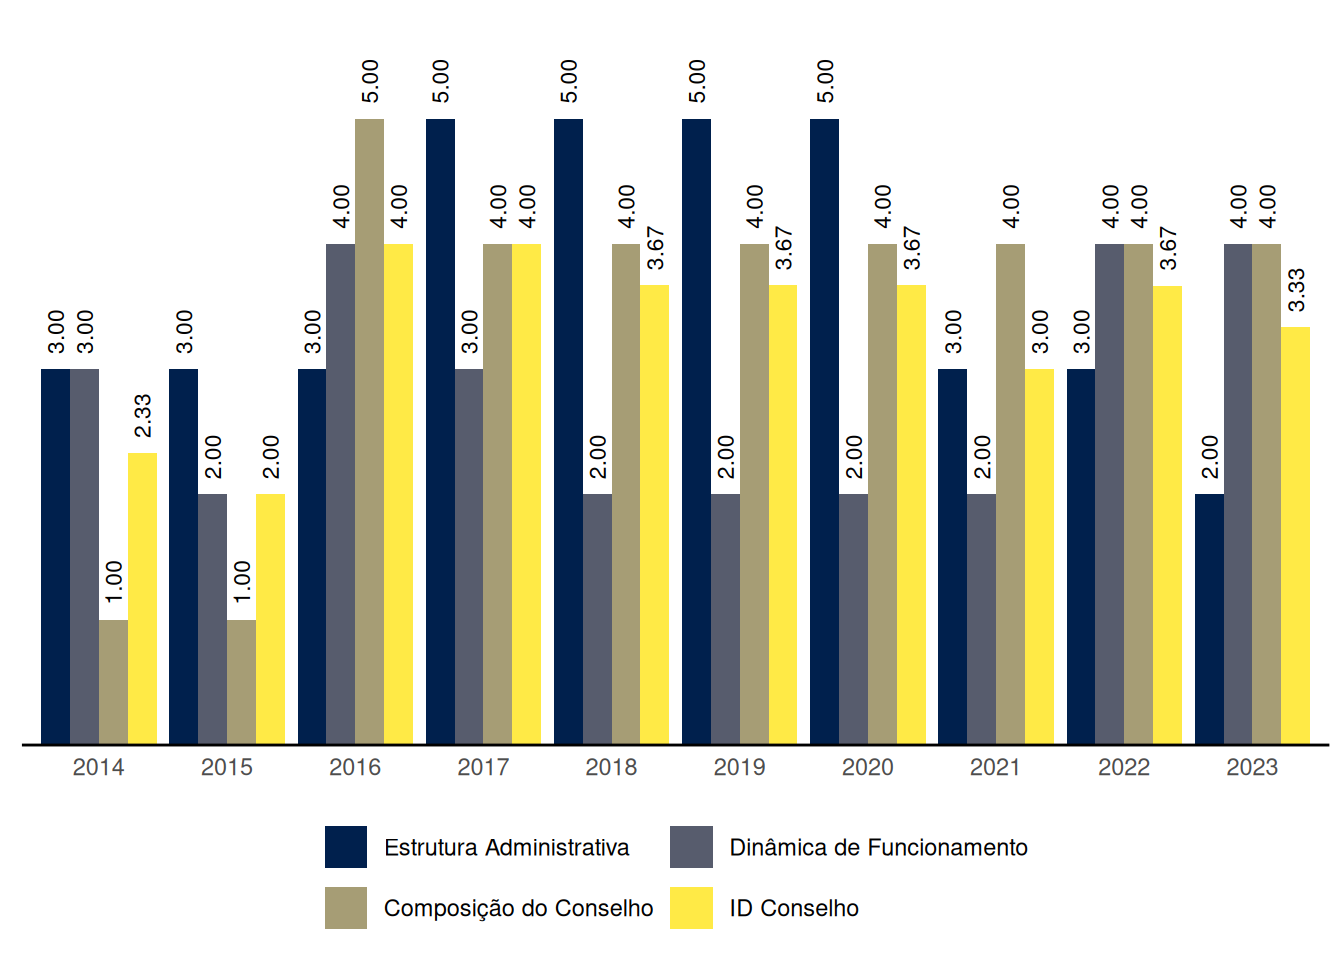 5.00 5.00 5.00 5.00 5.00
4.00 4.00 4.00 4.00 4.00 4.00 4.00 4.00 4.00 4.00 4.00 4.00
3.67 3.67 3.67 3.67
3.33
3.00 3.00 3.00 3.00 3.00 3.00 3.00 3.00
2.33
2.00 2.00 2.00 2.00 2.00 2.00 2.00
1.00 1.00
2014 2015 2016 2017 2018 2019 2020 2021 2022 2023
Estrutura Administrativa Dinâmica de Funcionamento
Composição do Conselho ID Conselho